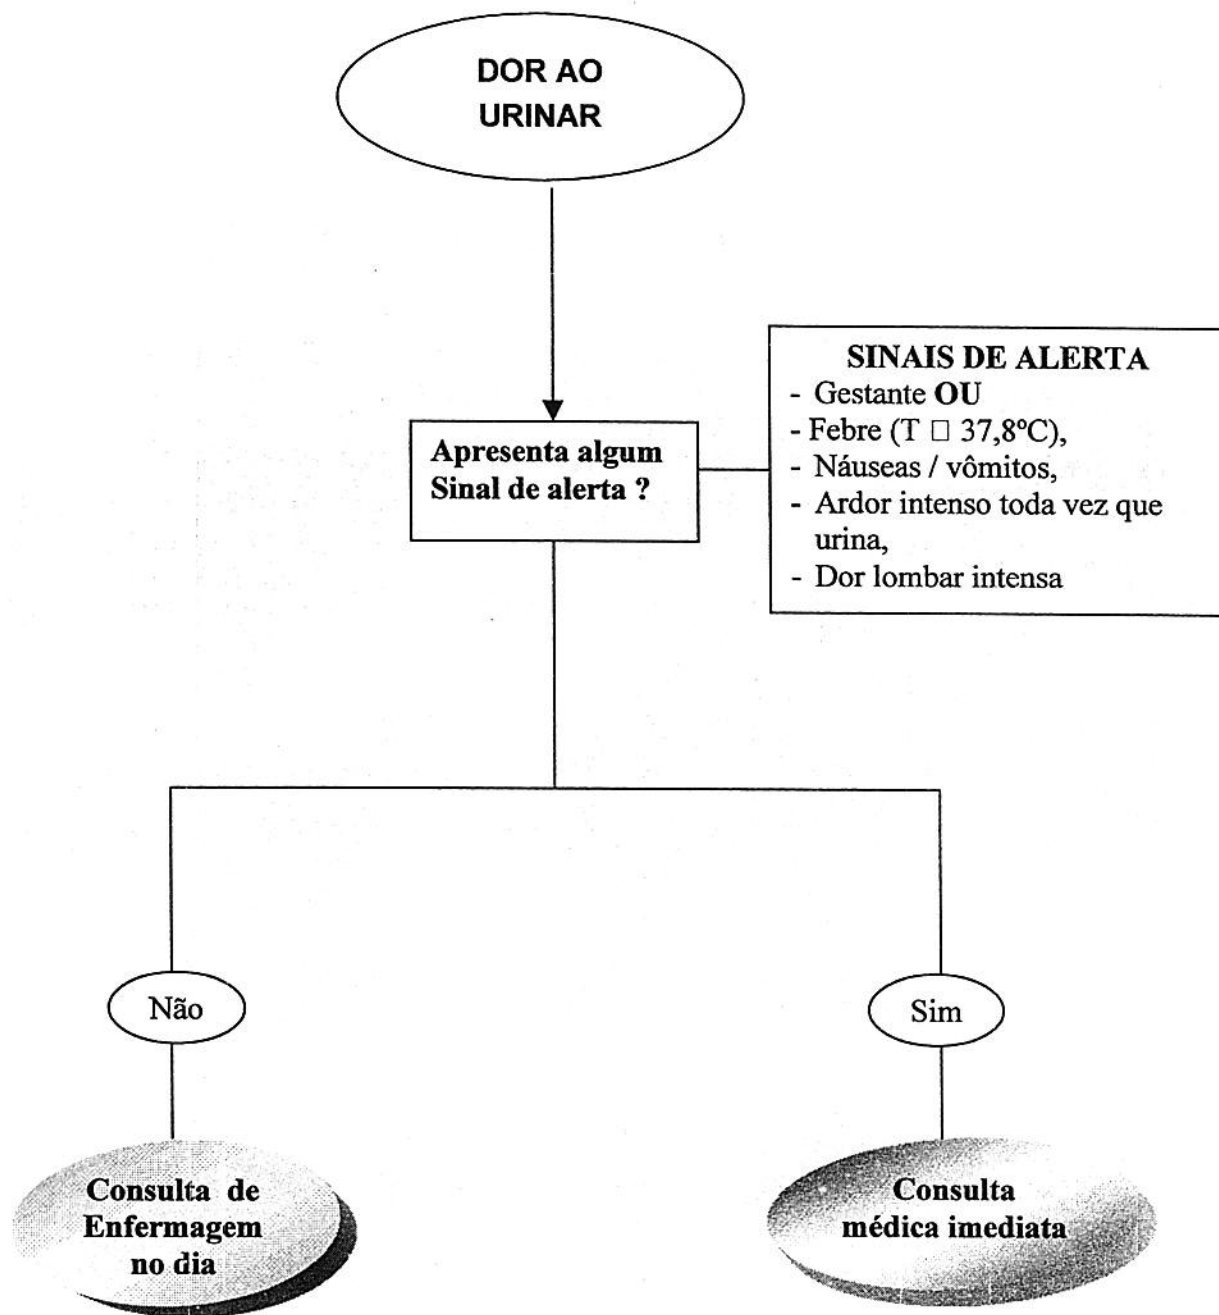 DOR AO
URINAR
SINAIS DE ALERTA
- Gestante OU
- Febre (T □ 37,8ºC),
- Náuseas / vômitos,
- Ardor intenso toda vez que
urina,
- Dor lombar intensa
Apresenta algum
Sinal de alerta ?
Não
Sim
Consulta de
Enfermagem
no dia
Consulta
médica imediata